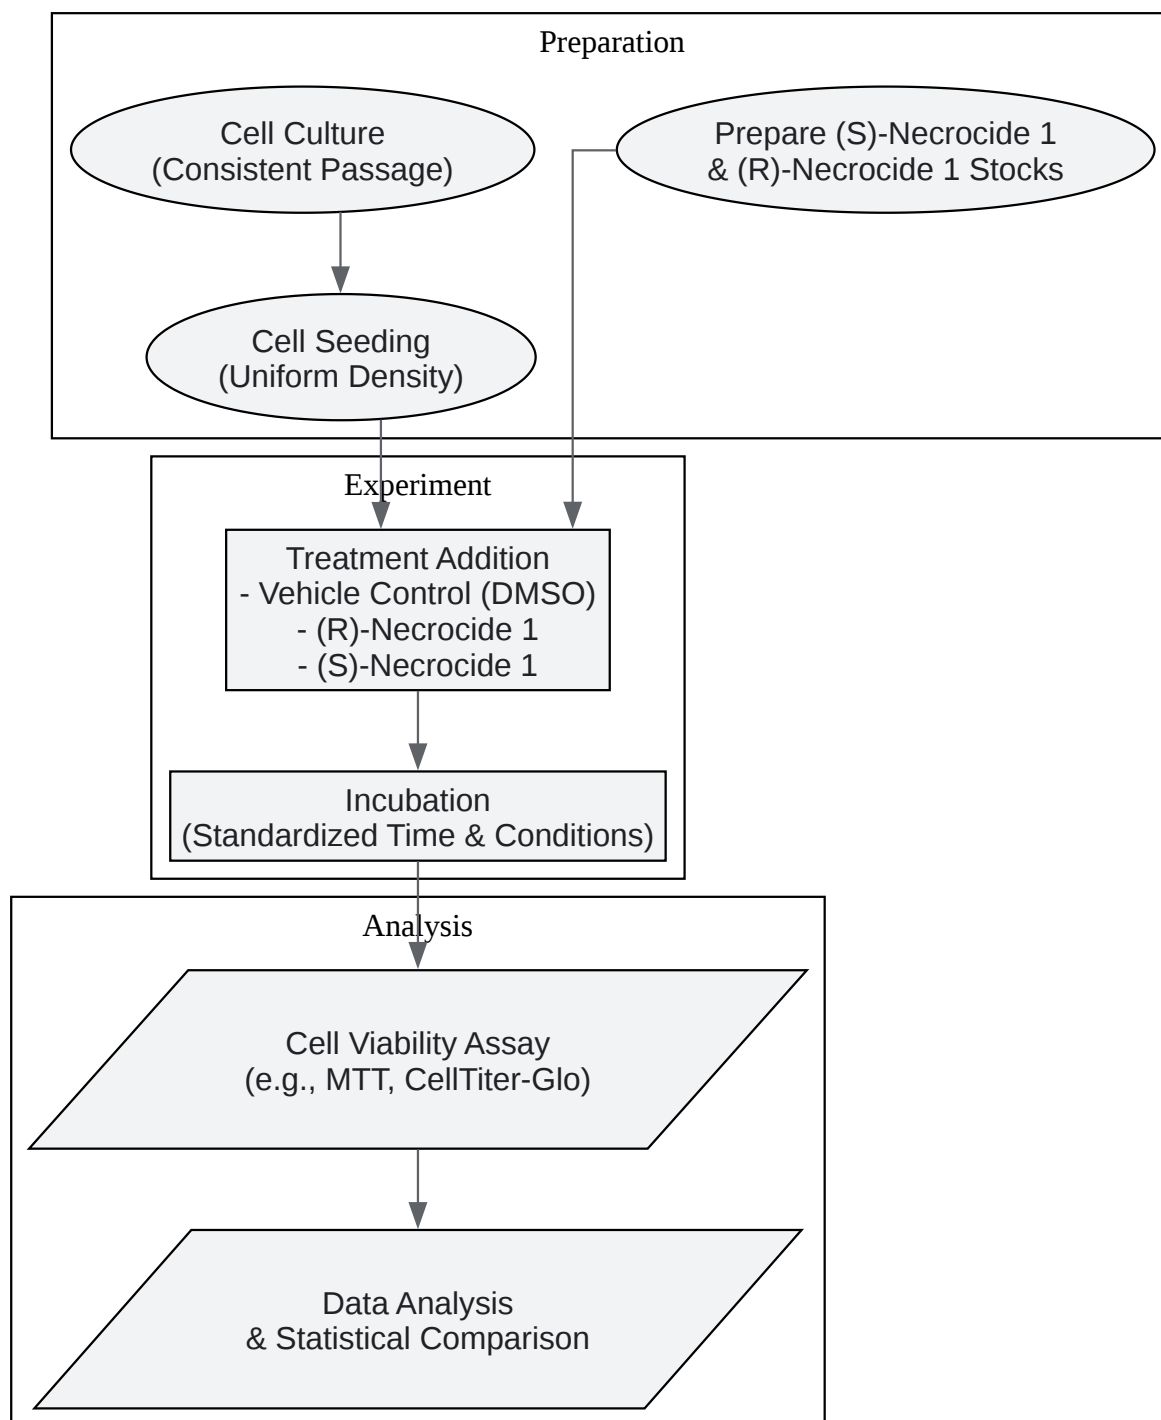 Preparation
Cell Culture
(Consistent Passage)
Prepare (S)-Necrocide 1
& (R)-Necrocide 1 Stocks
Cell Seeding
(Uniform Density)
Experiment
Treatment Addition
- Vehicle Control (DMSO)
- (R)-Necrocide 1
- (S)-Necrocide 1
Incubation
(Standardized Time & Conditions)
Analysis
Cell Viability Assay
(e.g., MTT, CellTiter-Glo)
Data Analysis
& Statistical Comparison